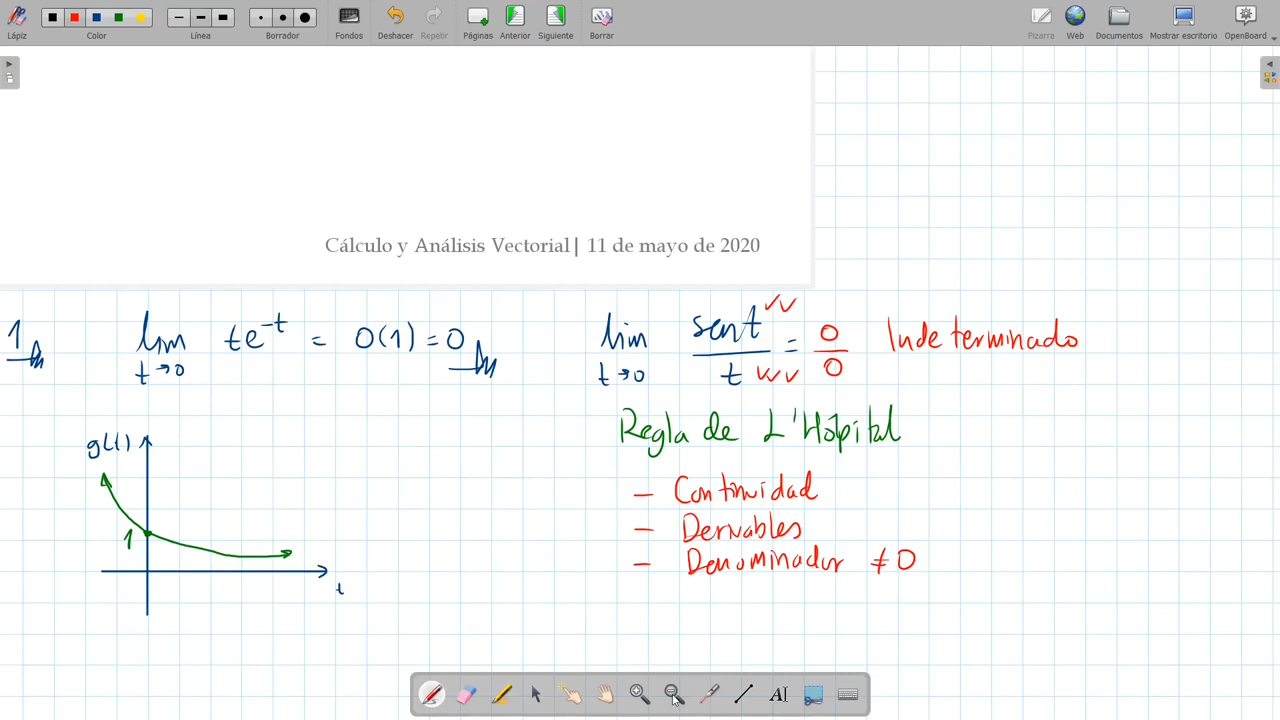 Lápiz Color Línea Borrador Fondos Deshacer Repetir Páginas Anterior Siguiente Borrar Pizarra Web Documentos Mostrar escritorio OpenBoard
Cálculo y Análisis Vectorial| 11 de mayo de 2020
1 lim t→0 te^-t = 0(1) = 0
lim t→0 sen t / t = 0/0 Indeterminado
Regla de L'Hôpital
- Continuidad
- Derivables
- Denominador ≠ 0
g(t)
1
t
AI